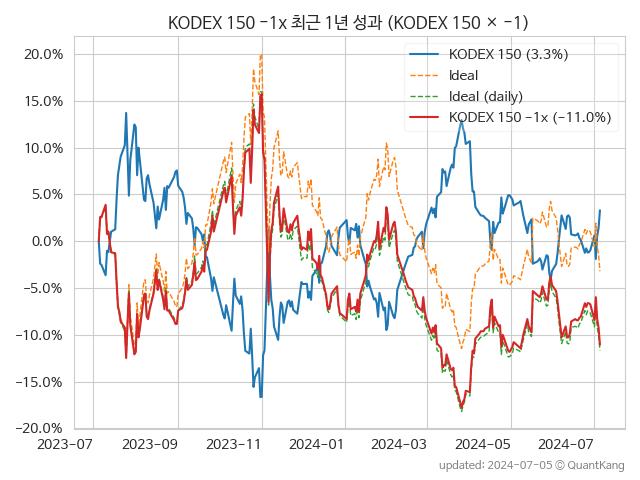 KODEX 150 −1x 최근 1년 성과 (KODEX 150 × −1)
KODEX 150 (3.3%)
Ideal
Ideal (daily)
KODEX 150 −1x (−11.0%)
20.0%
15.0%
10.0%
5.0%
0.0%
−5.0%
−10.0%
−15.0%
−20.0%
2023-07 2023-09 2023-11 2024-01 2024-03 2024-05 2024-07
updated: 2024-07-05 © QuantKang